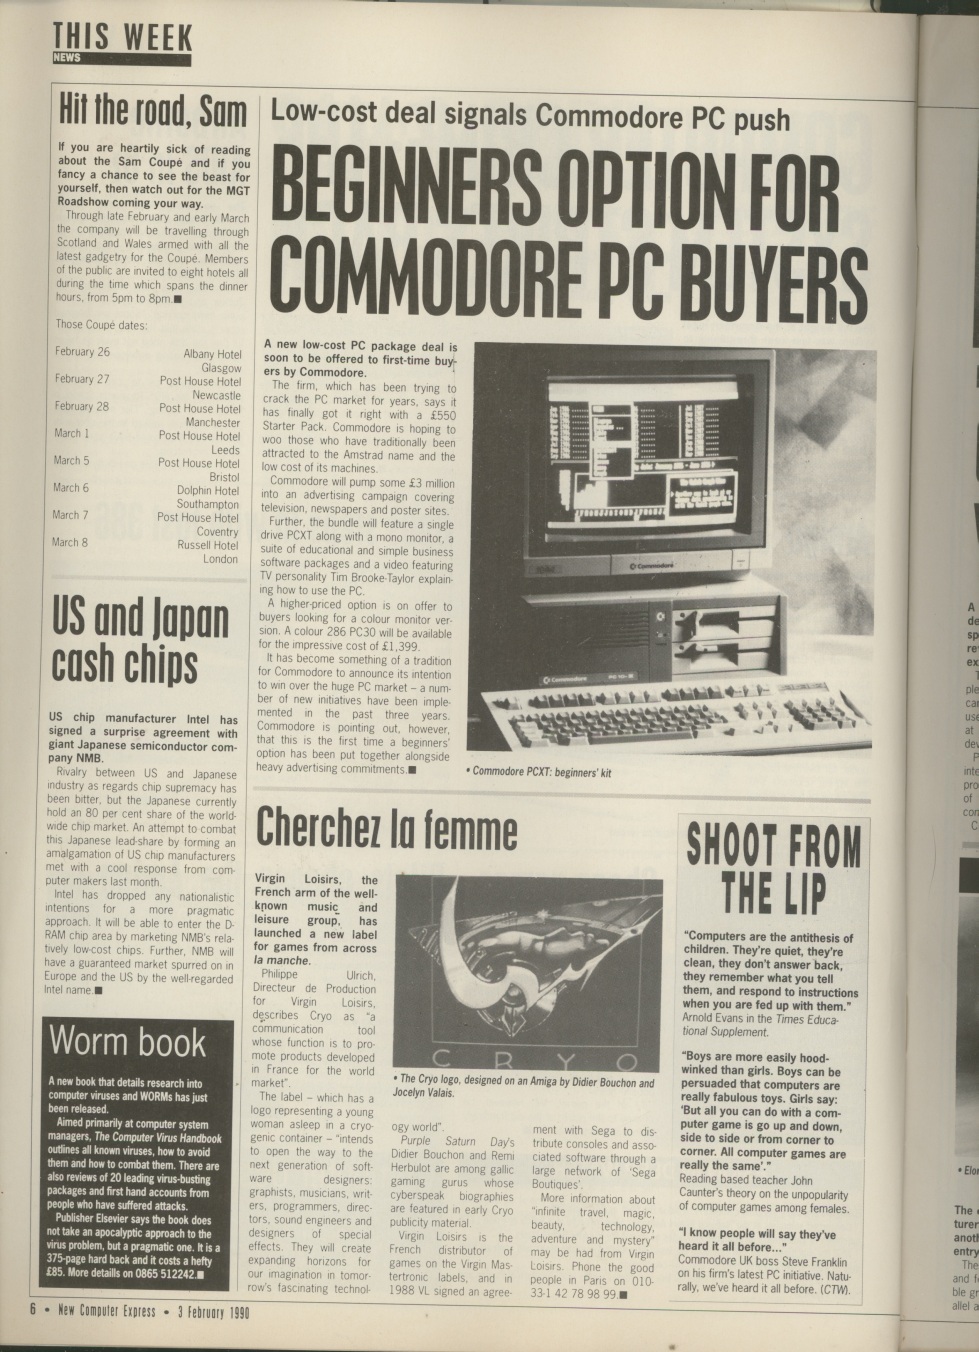 THIS WEEK
NEWS
Hit the road, Sam
If you are heartily sick of reading
about the Sam Coupé and if you
fancy a chance to see the beast for
yourself, then watch out for the MGT
Roadshow coming your way.
Through late February and early March
the company will be travelling through
Scotland and Wales armed with all the
latest gadgetry for the Coupé. Members
of the public are invited to eight hotels all
during the time which spans the dinner
hours, from 5pm to 8pm.■
Those Coupé dates:
February 26 Albany Hotel
Glasgow
February 27 Post House Hotel
Newcastle
February 28 Post House Hotel
Manchester
March 1 Post House Hotel
Leeds
March 5 Post House Hotel
Bristol
March 6 Dolphin Hotel
Southampton
March 7 Post House Hotel
Coventry
March 8 Russell Hotel
London
US and Japan
cash chips
US chip manufacturer Intel has
signed a surprise agreement with
giant Japanese semiconductor com-
pany NMB.
Rivalry between US and Japanese
industry as regards chip supremacy has
been bitter, but the Japanese currently
hold an 80 per cent share of the world-
wide chip market. An attempt to combat
this Japanese lead-share by forming an
amalgamation of US chip manufacturers
met with a cool response from com-
puter makers last month.
Intel has dropped any nationalistic
intentions for a more pragmatic
approach. It will be able to enter the D-
RAM chip area by marketing NMB's rela-
tively low-cost chips. Further, NMB will
have a guaranteed market spurred on in
Europe and the US by the well-regarded
Intel name.■
Worm book
A new book that details research into
computer viruses and WORMs has just
been released.
Aimed primarily at computer system
managers, The Computer Virus Handbook
outlines all known viruses, how to avoid
them and how to combat them. There are
also reviews of 20 leading virus-busting
packages and first hand accounts from
people who have suffered attacks.
Publisher Elsevier says the book does
not take an apocalyptic approach to the
virus problem, but a pragmatic one. It is a
375-page hard back and it costs a hefty
£85. More details on 0865 512242.■
Low-cost deal signals Commodore PC push
BEGINNERS OPTION FOR
COMMODORE PC BUYERS
A new low-cost PC package deal is
soon to be offered to first-time buy-
ers by Commodore.
The firm, which has been trying to
crack the PC market for years, says it
has finally got it right with a £550
Starter Pack. Commodore is hoping to
woo those who have traditionally been
attracted to the Amstrad name and the
low cost of its machines.
Commodore will pump some £3 million
into an advertising campaign covering
television, newspapers and poster sites.
Further, the bundle will feature a single
drive PCXT along with a mono monitor, a
suite of educational and simple business
software packages and a video featuring
TV personality Tim Brooke-Taylor explain-
ing how to use the PC.
A higher-priced option is on offer to
buyers looking for a colour monitor ver-
sion. A colour 286 PC30 will be available
for the impressive cost of £1,399.
It has become something of a tradition
for Commodore to announce its intention
to win over the huge PC market – a num-
ber of new initiatives have been imple-
mented in the past three years.
Commodore is pointing out, however,
that this is the first time a beginners'
option has been put together alongside
heavy advertising commitments.■
Commodore
Commodore
• Commodore PCXT: beginners' kit
Cherchez la femme
Virgin Loisirs, the
French arm of the well-
known music and
leisure group, has
launched a new label
for games from across
la manche.
Philippe Ulrich,
Directeur de Production
for Virgin Loisirs,
describes Cryo as "a
communication tool
whose function is to pro-
mote products developed
in France for the world
market".
The label – which has a
logo representing a young
woman asleep in a cryo-
genic container – "intends
to open the way to the
next generation of soft-
ware designers:
graphists, musicians, writ-
ers, programmers, direc-
tors, sound engineers and
designers of special
effects. They will create
expanding horizons for
our imagination in tomor-
row's fascinating technol-
CRYO
• The Cryo logo, designed on an Amiga by Didier Bouchon and
Jocelyn Valais.
ogy world".
Purple Saturn Day's
Didier Bouchon and Remi
Herbulot are among gallic
gaming gurus whose
cyberspeak biographies
are featured in early Cryo
publicity material.
Virgin Loisirs is the
French distributor of
games on the Virgin Mas-
tertronic labels, and in
1988 VL signed an agree-
ment with Sega to dis-
tribute consoles and asso-
ciated software through a
large network of 'Sega
Boutiques'.
More information about
"infinite travel, magic,
beauty, technology,
adventure and mystery"
may be had from Virgin
Loisirs. Phone the good
people in Paris on 010-
33-1 42 78 98 99.■
SHOOT FROM
THE LIP
"Computers are the antithesis of
children. They're quiet, they're
clean, they don't answer back,
they remember what you tell
them, and respond to instructions
when you are fed up with them."
Arnold Evans in the Times Educa-
tional Supplement.
"Boys are more easily hood-
winked than girls. Boys can be
persuaded that computers are
really fabulous toys. Girls say:
'But all you can do with a com-
puter game is go up and down,
side to side or from corner to
corner. All computer games are
really the same'."
Reading based teacher John
Caunter's theory on the unpopularity
of computer games among females.
"I know people will say they've
heard it all before..."
Commodore UK boss Steve Franklin
on his firm's latest PC initiative. Natu-
rally, we've heard it all before. (CTW).
6 • New Computer Express • 3 February 1990